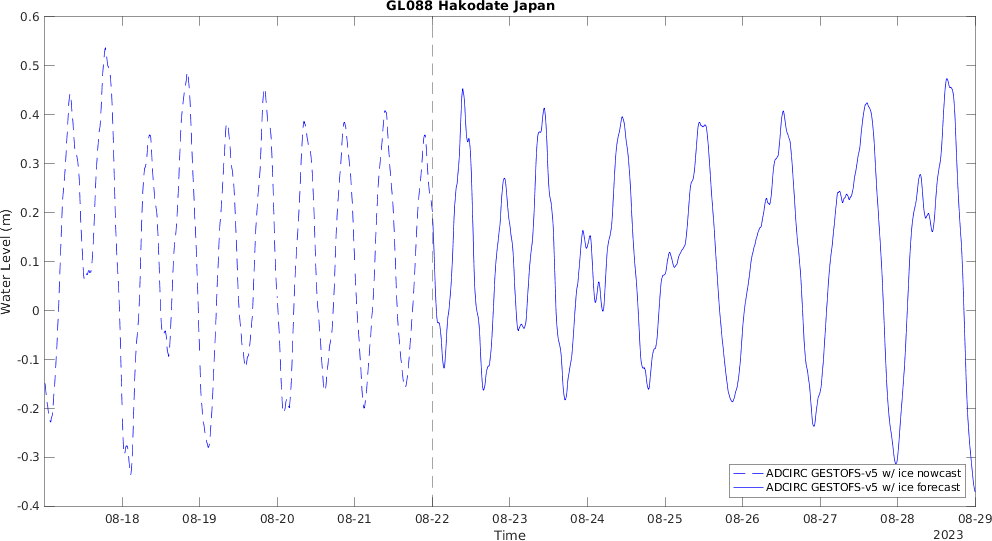 GL088 Hakodate Japan
0.6
0.5
0.4
0.3
0.2
0.1
0
-0.1
-0.2
-0.3
-0.4
Water Level (m)
ADCIRC GESTOFS-v5 w/ ice nowcast
ADCIRC GESTOFS-v5 w/ ice forecast
08-18 08-19 08-20 08-21 08-22 08-23 08-24 08-25 08-26 08-27 08-28 08-29
Time
2023